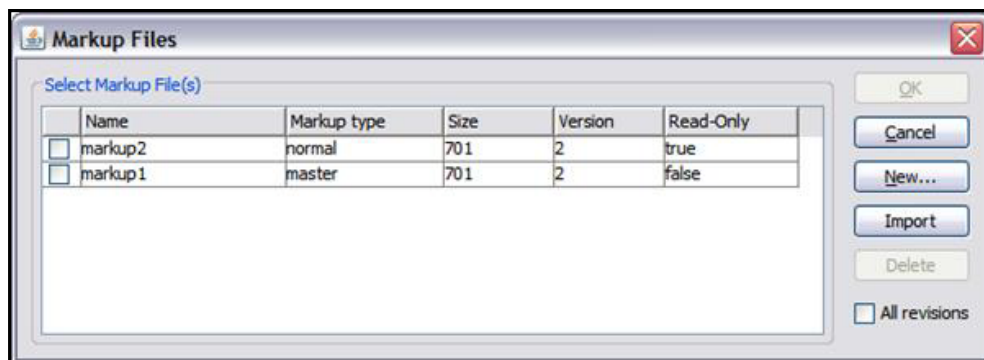 Markup Files
Select Markup File(s)
Name Markup type Size Version Read-Only
markup2 normal 701 2 true
markup1 master 701 2 false
OK
Cancel
New...
Import
Delete
All revisions